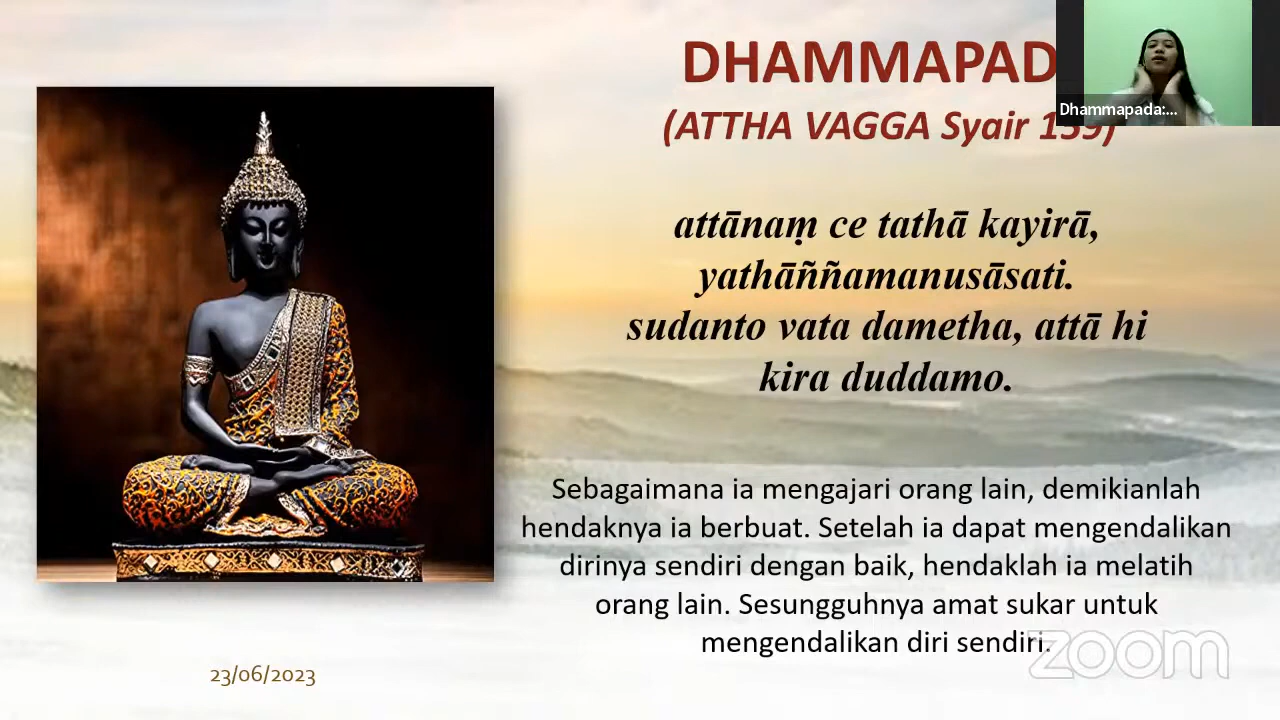 DHAMMAPAD
(ATTHA VAGGA Syair 159)
Dhammapada:...
attānaṃ ce tathā kayirā,
yathāññamanusāsati.
sudanto vata dametha, attā hi
kira duddamo.
Sebagaimana ia mengajari orang lain, demikianlah
hendaknya ia berbuat. Setelah ia dapat mengendalikan
dirinya sendiri dengan baik, hendaklah ia melatih
orang lain. Sesungguhnya amat sukar untuk
mengendalikan diri sendiri.
zoom
23/06/2023